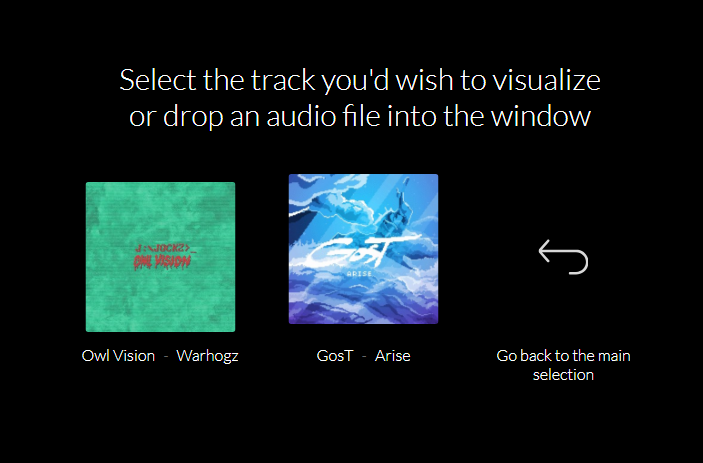 Select the track you'd wish to visualize
or drop an audio file into the window
OWL VISION
GosT
ARISE
Owl Vision - Warhogz
GosT - Arise
Go back to the main
selection